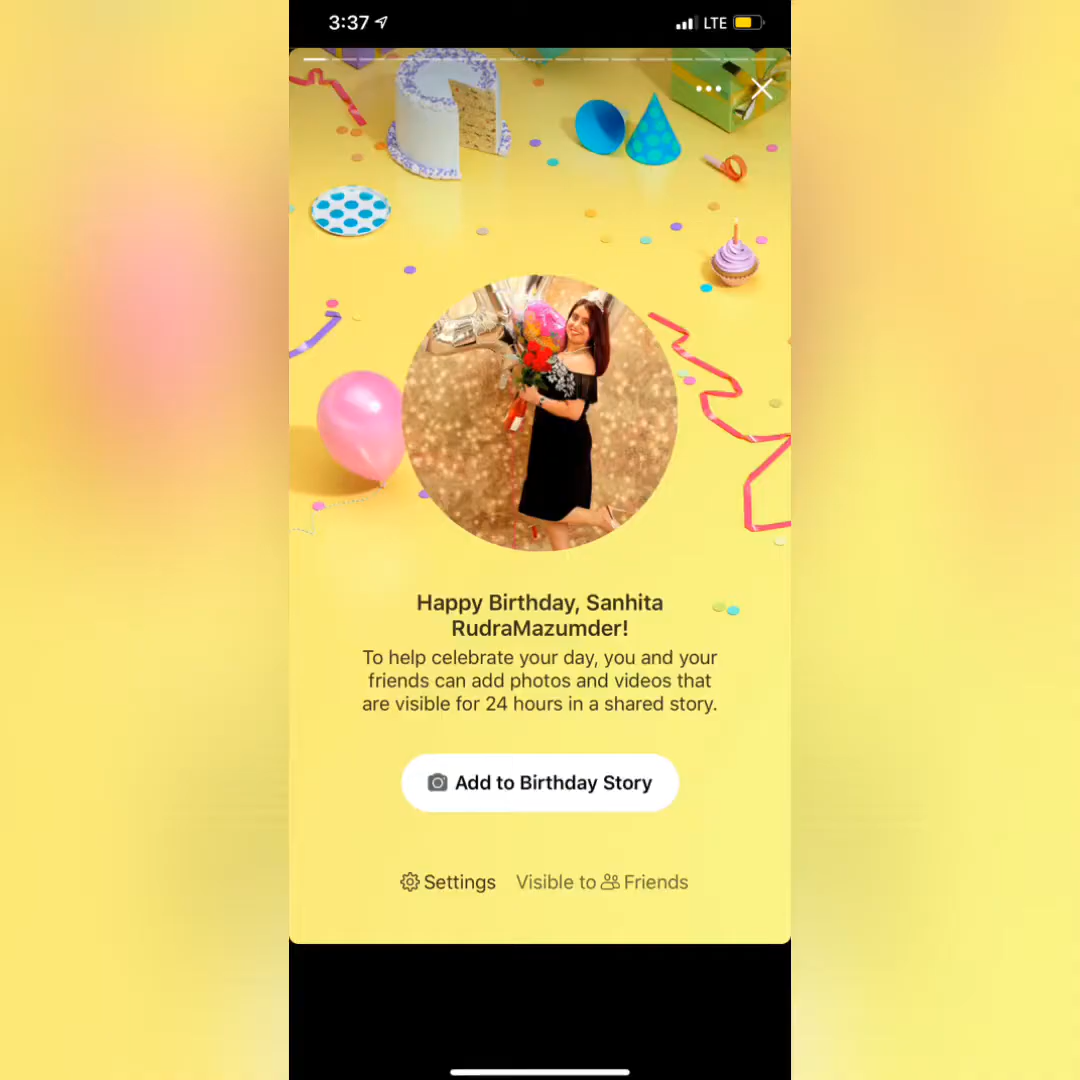 3:37
LTE
Happy Birthday, Sanhita
RudraMazumder!
To help celebrate your day, you and your
friends can add photos and videos that
are visible for 24 hours in a shared story.
Add to Birthday Story
Settings Visible to Friends